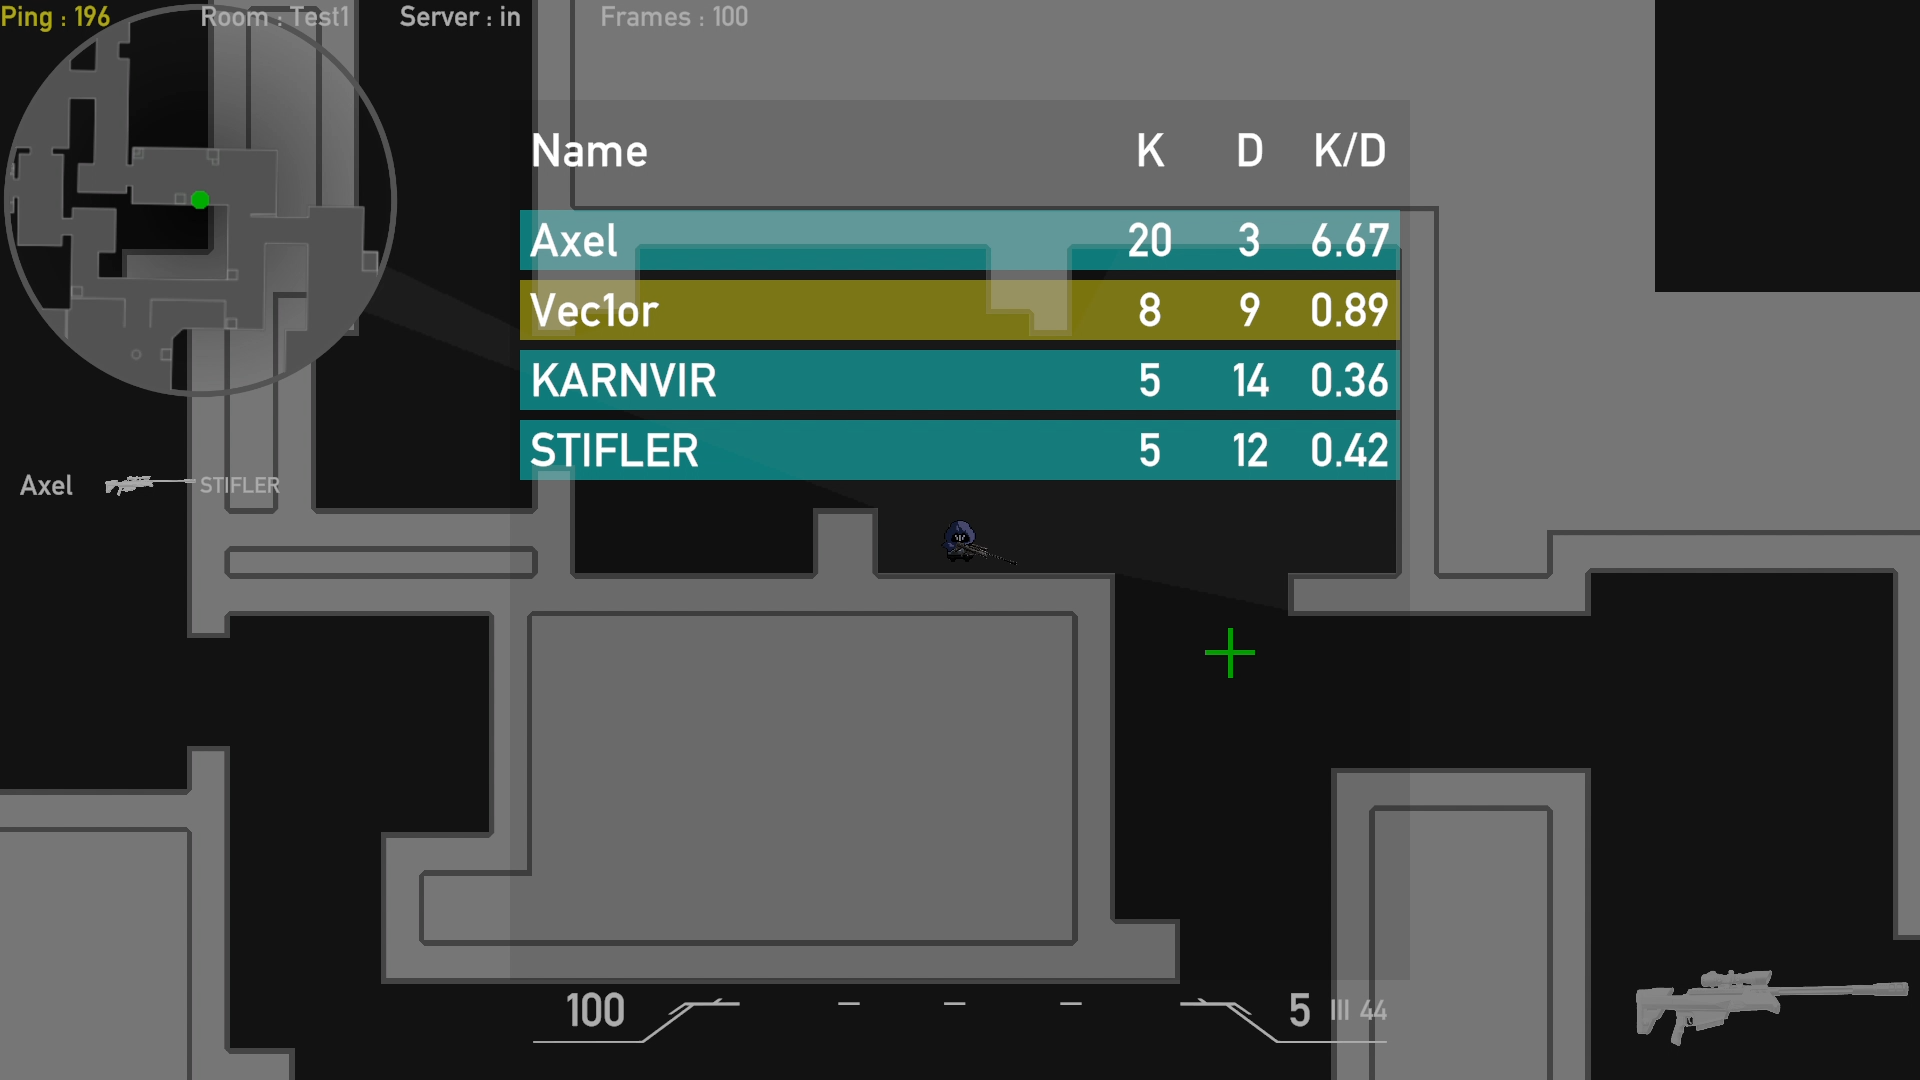 Ping : 196 Room : Test1 Server : in Frames : 100
Name K D K/D
Axel 20 3 6.67
Vec1or 8 9 0.89
KARNVIR 5 14 0.36
STIFLER 5 12 0.42
Axel STIFLER
100 5 III 44